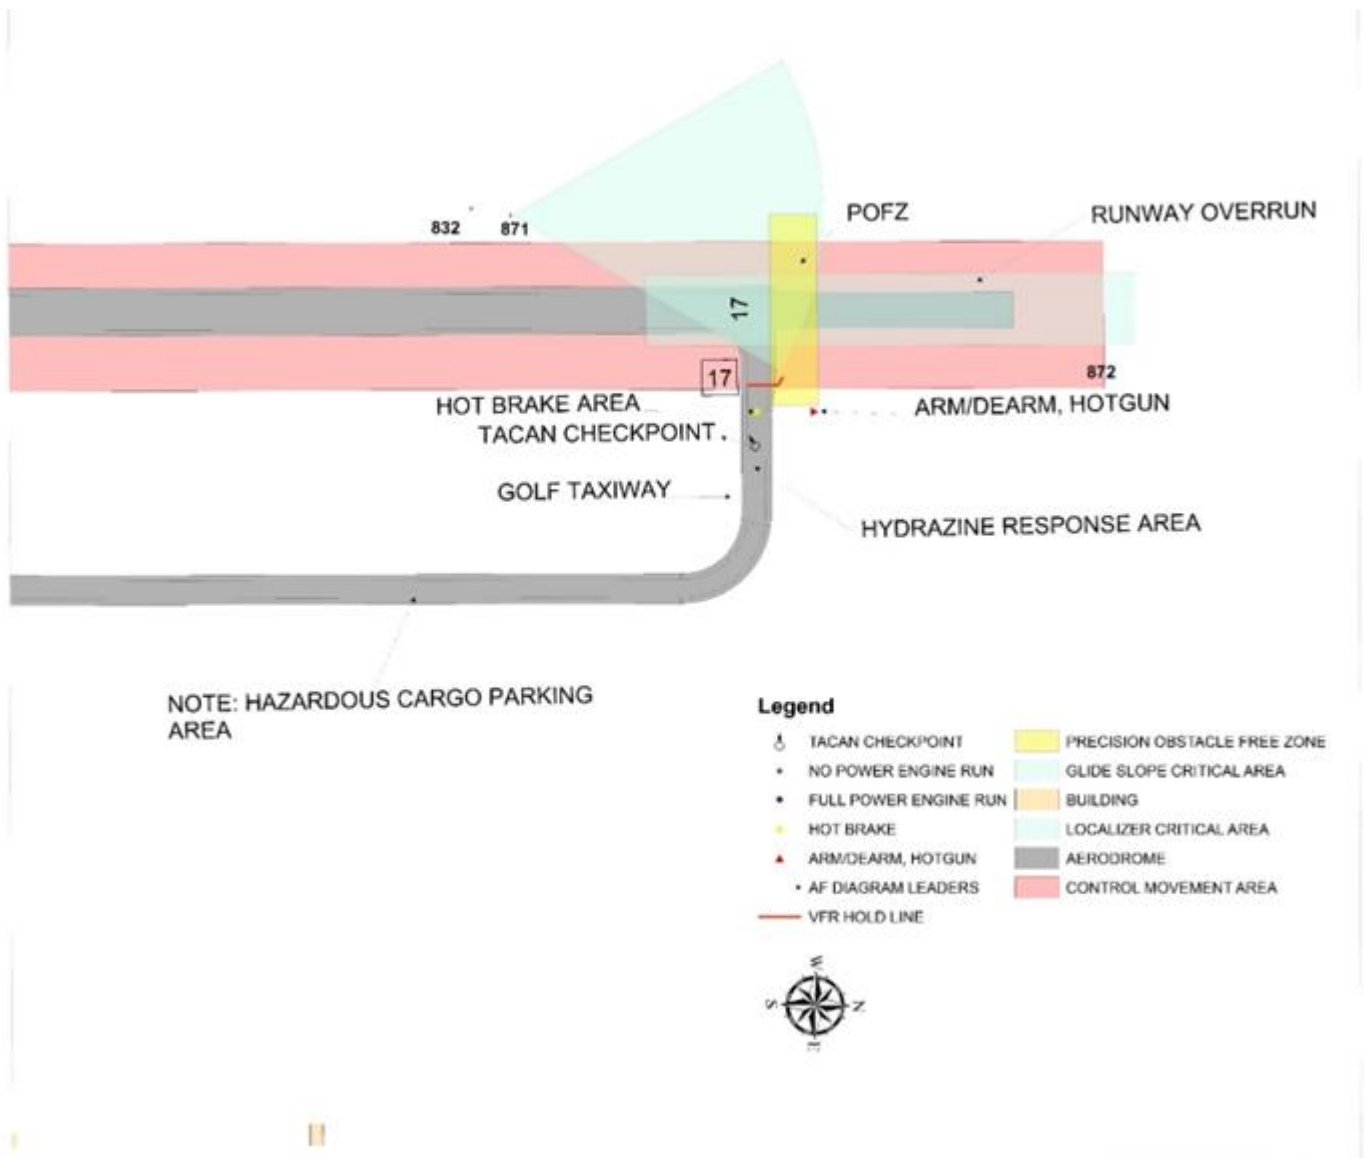 POFZ
RUNWAY OVERRUN
832
871
17
17
872
HOT BRAKE AREA
ARM/DEARM, HOTGUN
TACAN CHECKPOINT
GOLF TAXIWAY
HYDRAZINE RESPONSE AREA
NOTE: HAZARDOUS CARGO PARKING
AREA
Legend
TACAN CHECKPOINT
NO POWER ENGINE RUN
FULL POWER ENGINE RUN
HOT BRAKE
ARM/DEARM, HOTGUN
AF DIAGRAM LEADERS
VFR HOLD LINE
PRECISION OBSTACLE FREE ZONE
GLIDE SLOPE CRITICAL AREA
BUILDING
LOCALIZER CRITICAL AREA
AERODROME
CONTROL MOVEMENT AREA
W
S
N
E